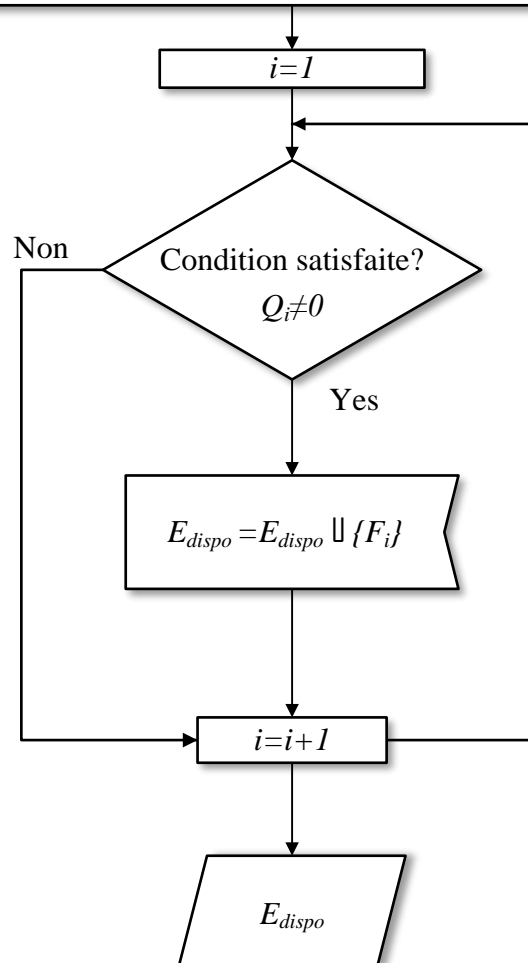 i=1
Non
Condition satisfaite?
Qi≠0
Yes
Edispo =Edispo ⋃ {Fi}
i=i+1
Edispo